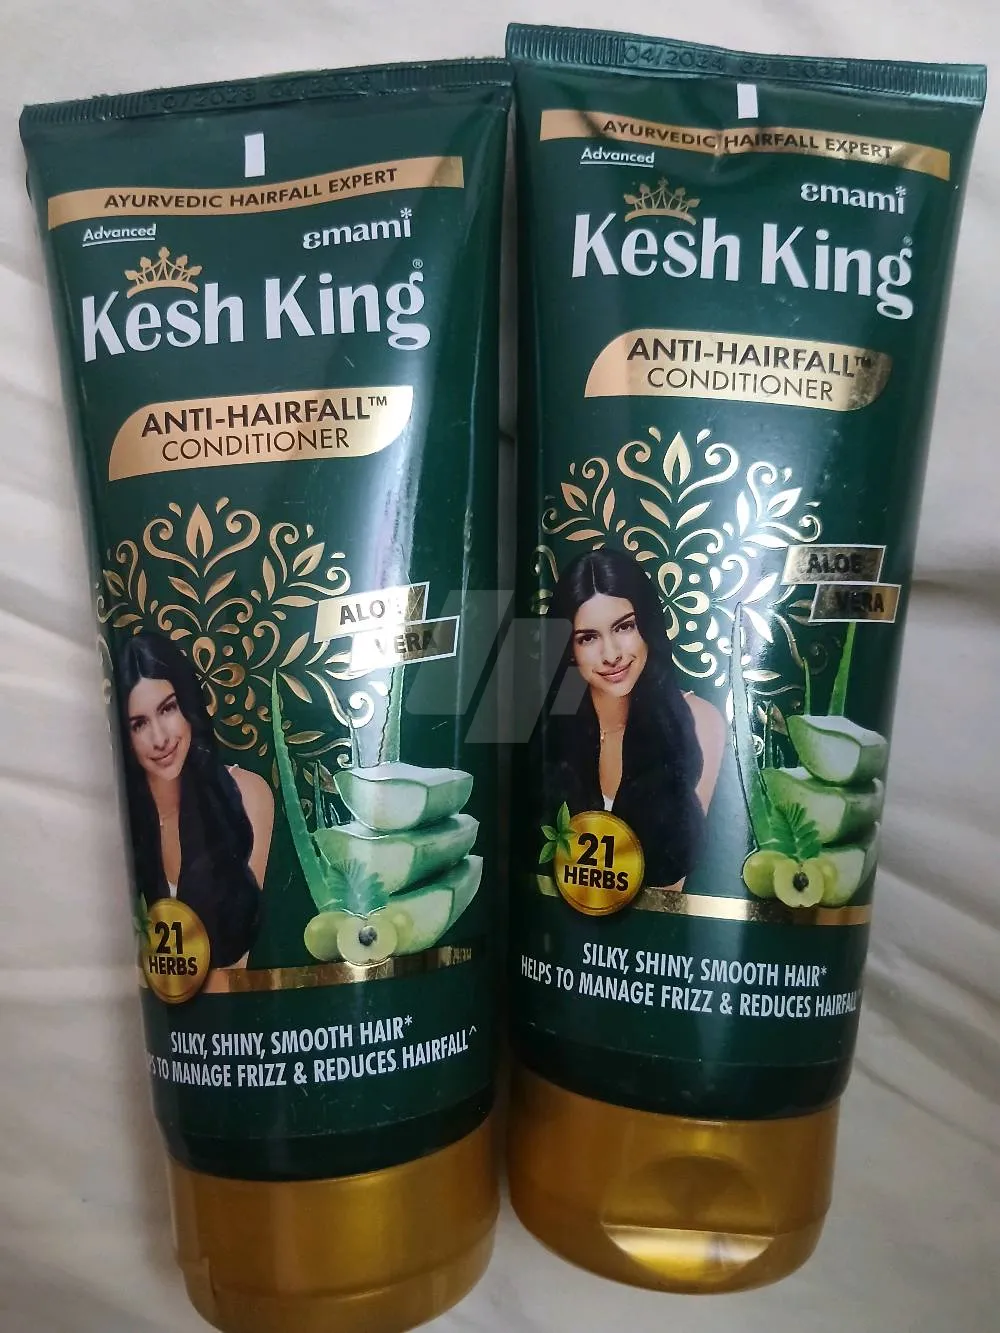 10/2023
AYURVEDIC HAIRFALL EXPERT
Advanced
emami*
Kesh King®
ANTI-HAIRFALL™
CONDITIONER
ALOE
VERA
21
HERBS
SILKY, SHINY, SMOOTH HAIR*
TO MANAGE FRIZZ & REDUCES HAIRFALL^
04/2024
AYURVEDIC HAIRFALL EXPERT
Advanced
emami*
Kesh King®
ANTI-HAIRFALL™
CONDITIONER
ALOE
VERA
21
HERBS
SILKY, SHINY, SMOOTH HAIR*
HELPS TO MANAGE FRIZZ & REDUCES HAIRFALL